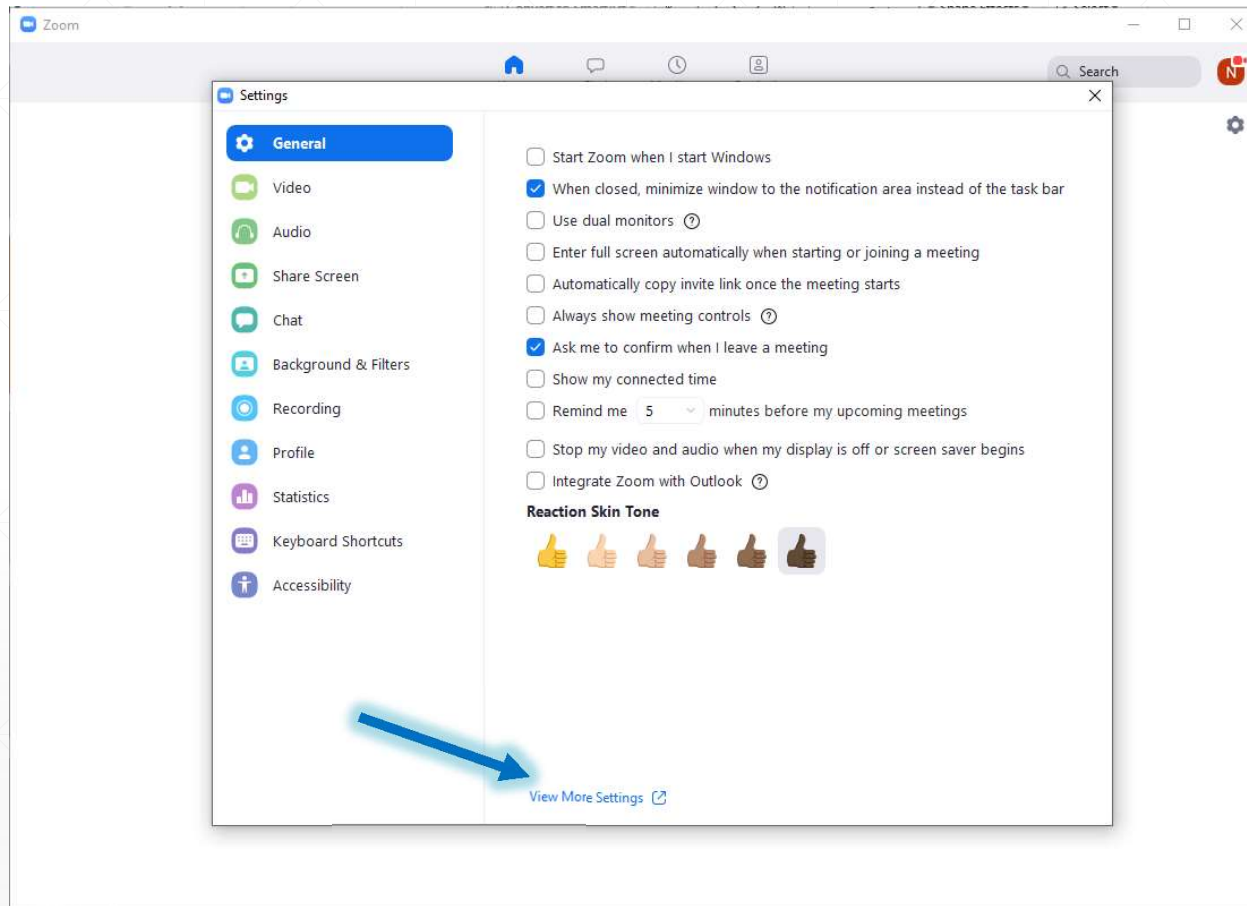 Zoom
Search
N
Settings
General
Start Zoom when I start Windows
Video
When closed, minimize window to the notification area instead of the task bar
Audio
Use dual monitors ?
Enter full screen automatically when starting or joining a meeting
Share Screen
Automatically copy invite link once the meeting starts
Chat
Always show meeting controls ?
Ask me to confirm when I leave a meeting
Background & Filters
Show my connected time
Recording
Remind me 5 minutes before my upcoming meetings
Profile
Stop my video and audio when my display is off or screen saver begins
Statistics
Integrate Zoom with Outlook ?
Reaction Skin Tone
Keyboard Shortcuts
Accessibility
View More Settings